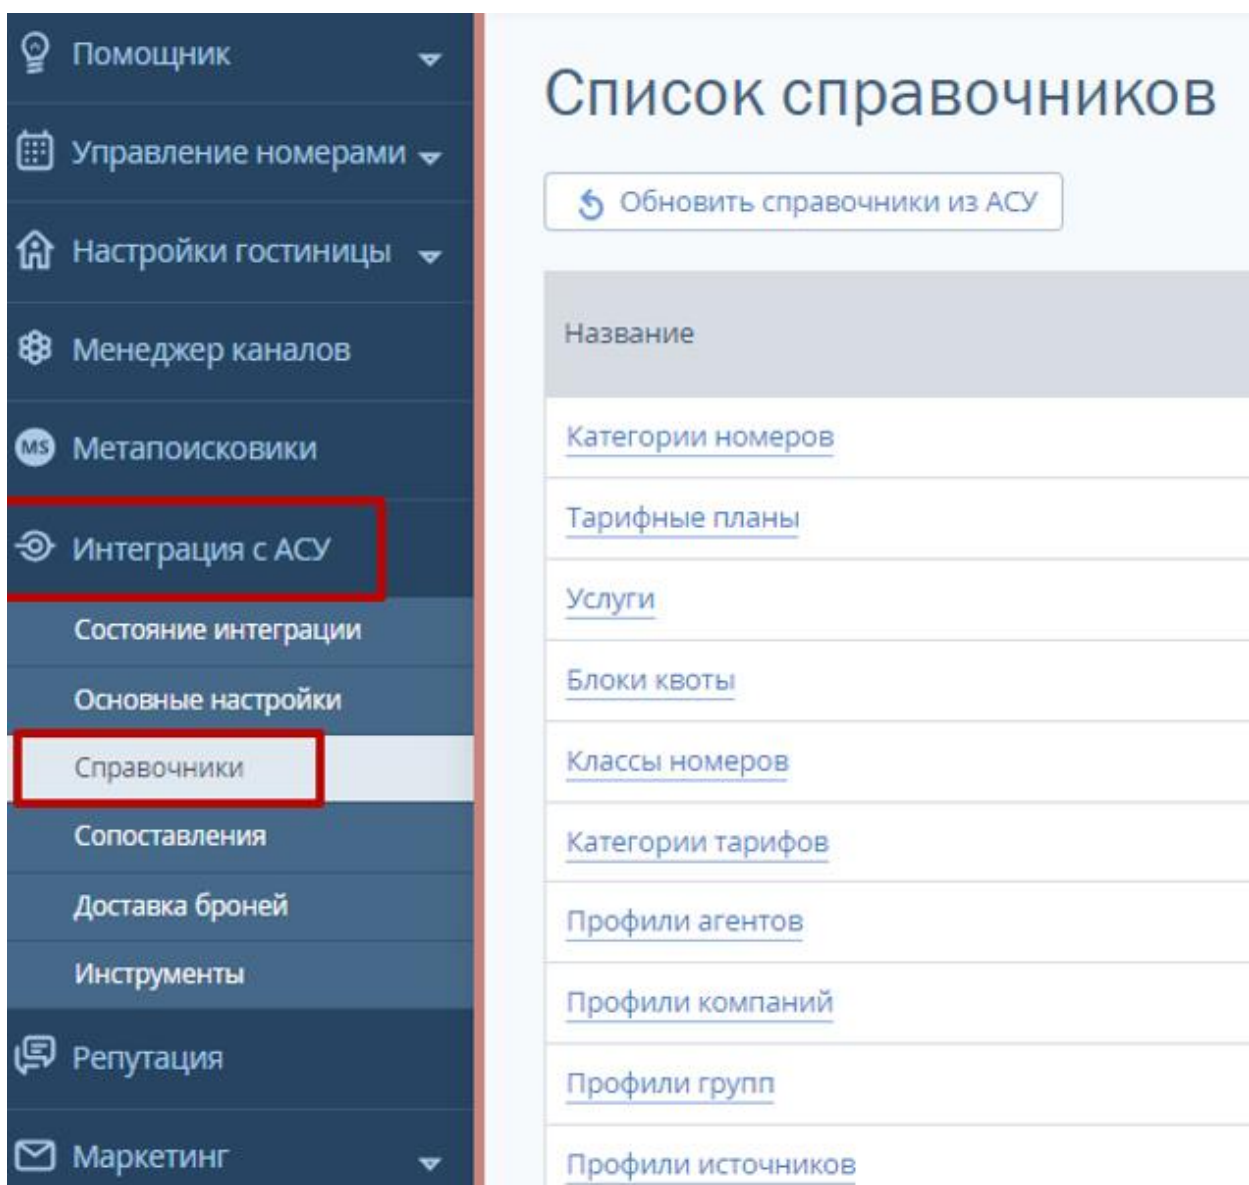 Помощник
Управление номерами
Настройки гостиницы
Менеджер каналов
MS Метапоисковики
Интеграция с АСУ
Состояние интеграции
Основные настройки
Справочники
Сопоставления
Доставка броней
Инструменты
Репутация
Маркетинг
Список справочников
Обновить справочники из АСУ
Название
Категории номеров
Тарифные планы
Услуги
Блоки квоты
Классы номеров
Категории тарифов
Профили агентов
Профили компаний
Профили групп
Профили источников